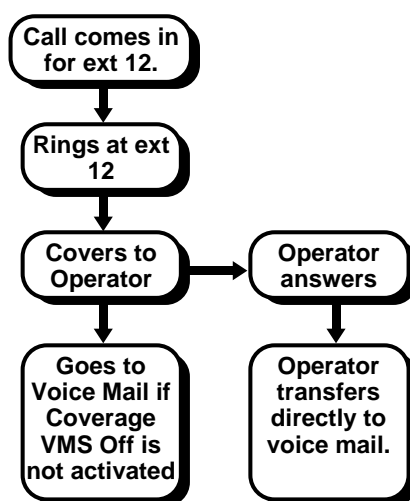 Call comes in
for ext 12.
Rings at ext
12
Covers to
Operator
Operator
answers
Goes to
Voice Mail if
Coverage
VMS Off is
not activated
Operator
transfers
directly to
voice mail.